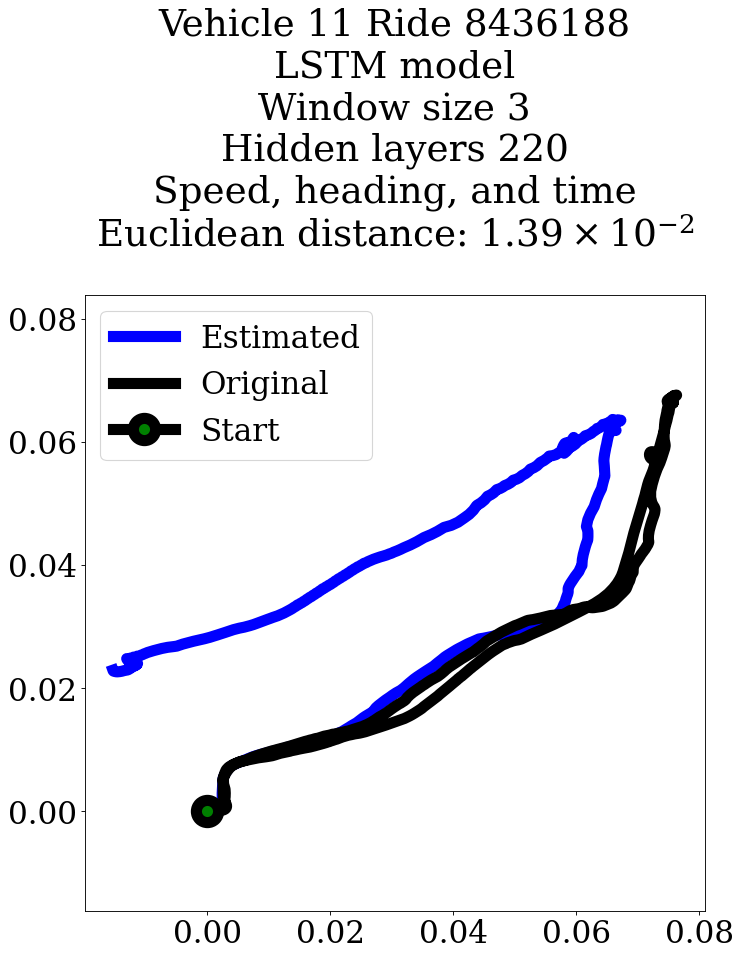 Vehicle 11 Ride 8436188
LSTM model
Window size 3
Hidden layers 220
Speed, heading, and time
Euclidean distance: 1.39 × 10⁻²
0.08
0.06
0.04
0.02
0.00
Estimated
Original
Start
0.00 0.02 0.04 0.06 0.08